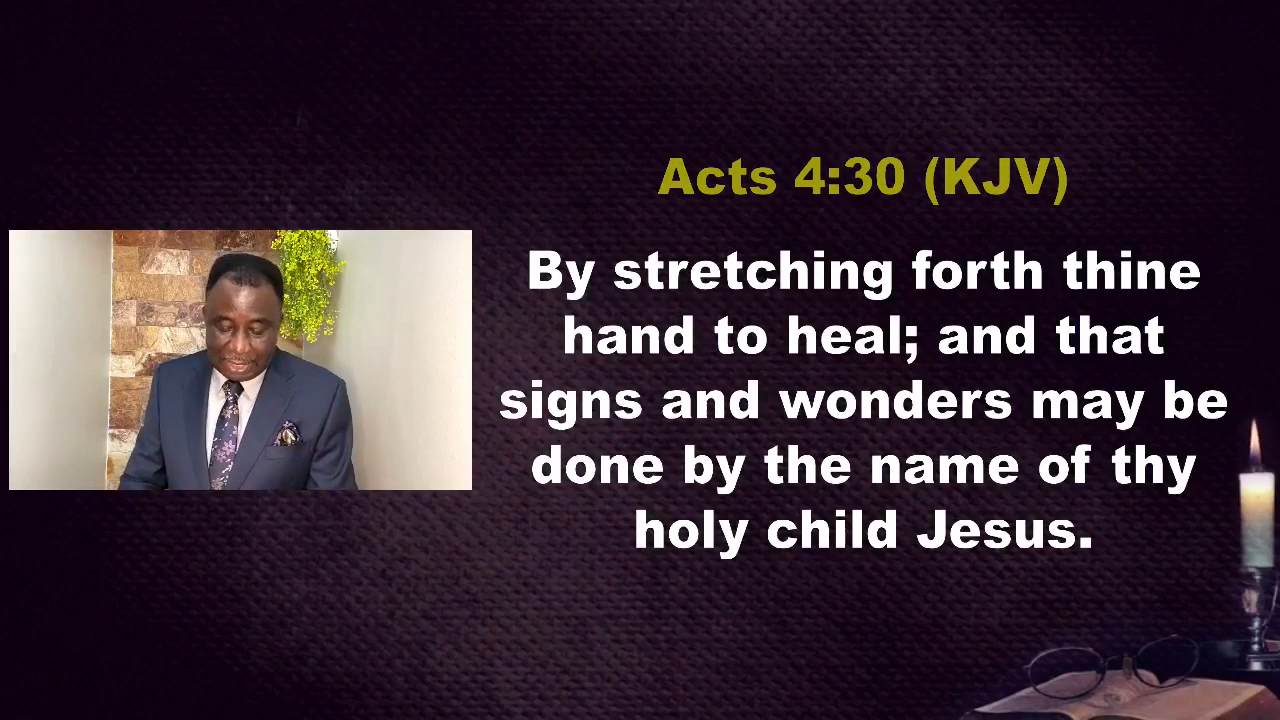 Acts 4:30 (KJV)
By stretching forth thine
hand to heal; and that
signs and wonders may be
done by the name of thy
holy child Jesus.